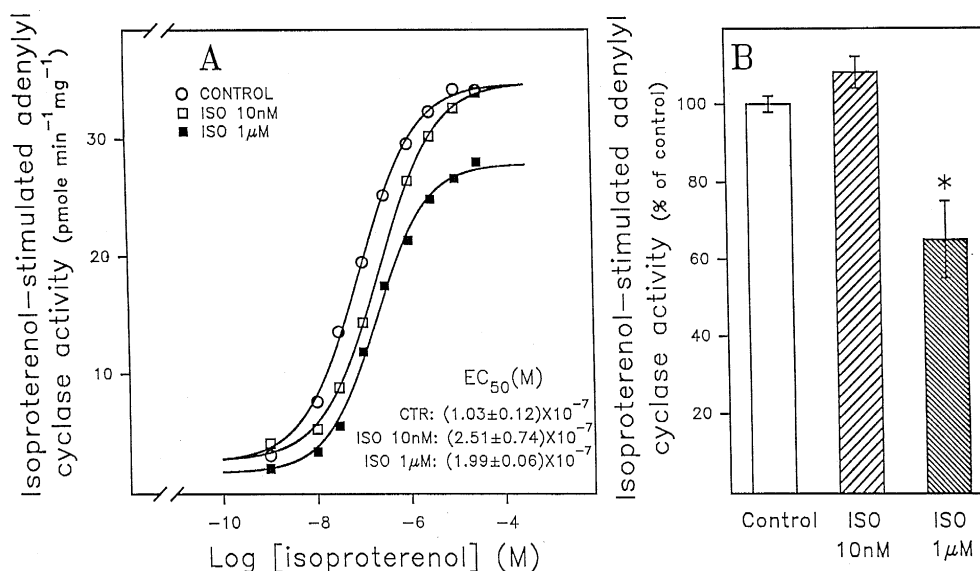 Isoproterenol-stimulated adenylyl
cyclase activity (pmole min⁻¹mg⁻¹)
A
CONTROL
ISO 10nM
ISO 1μM
30
20
10
EC₅₀(M)
CTR: (1.03±0.12)X10⁻⁷
ISO 10nM: (2.51±0.74)X10⁻⁷
ISO 1μM: (1.99±0.06)X10⁻⁷
-10
-8
-6
-4
Log [isoproterenol] (M)
Isoproterenol-stimulated adenylyl
cyclase activity (% of control)
B
100
80
60
40
20
*
Control
ISO
10nM
ISO
1μM